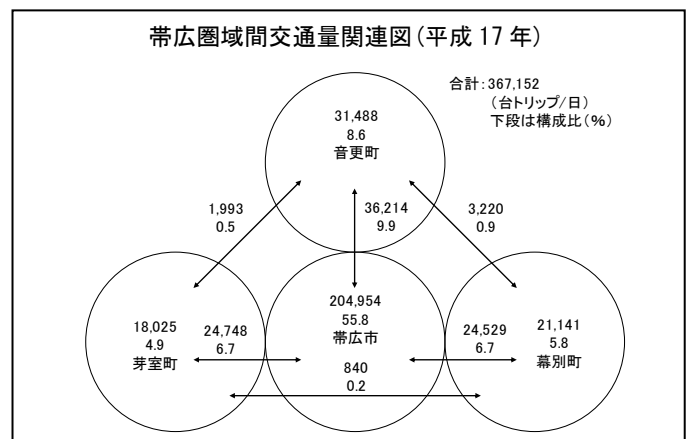 帯広圏域間交通量関連図(平成 17 年)
合計:367,152
(台トリップ/日)
下段は構成比(%)
31,488
8.6
音更町
1,993
0.5
36,214
9.9
3,220
0.9
18,025
4.9
芽室町
24,748
6.7
204,954
55.8
帯広市
24,529
6.7
21,141
5.8
幕別町
840
0.2